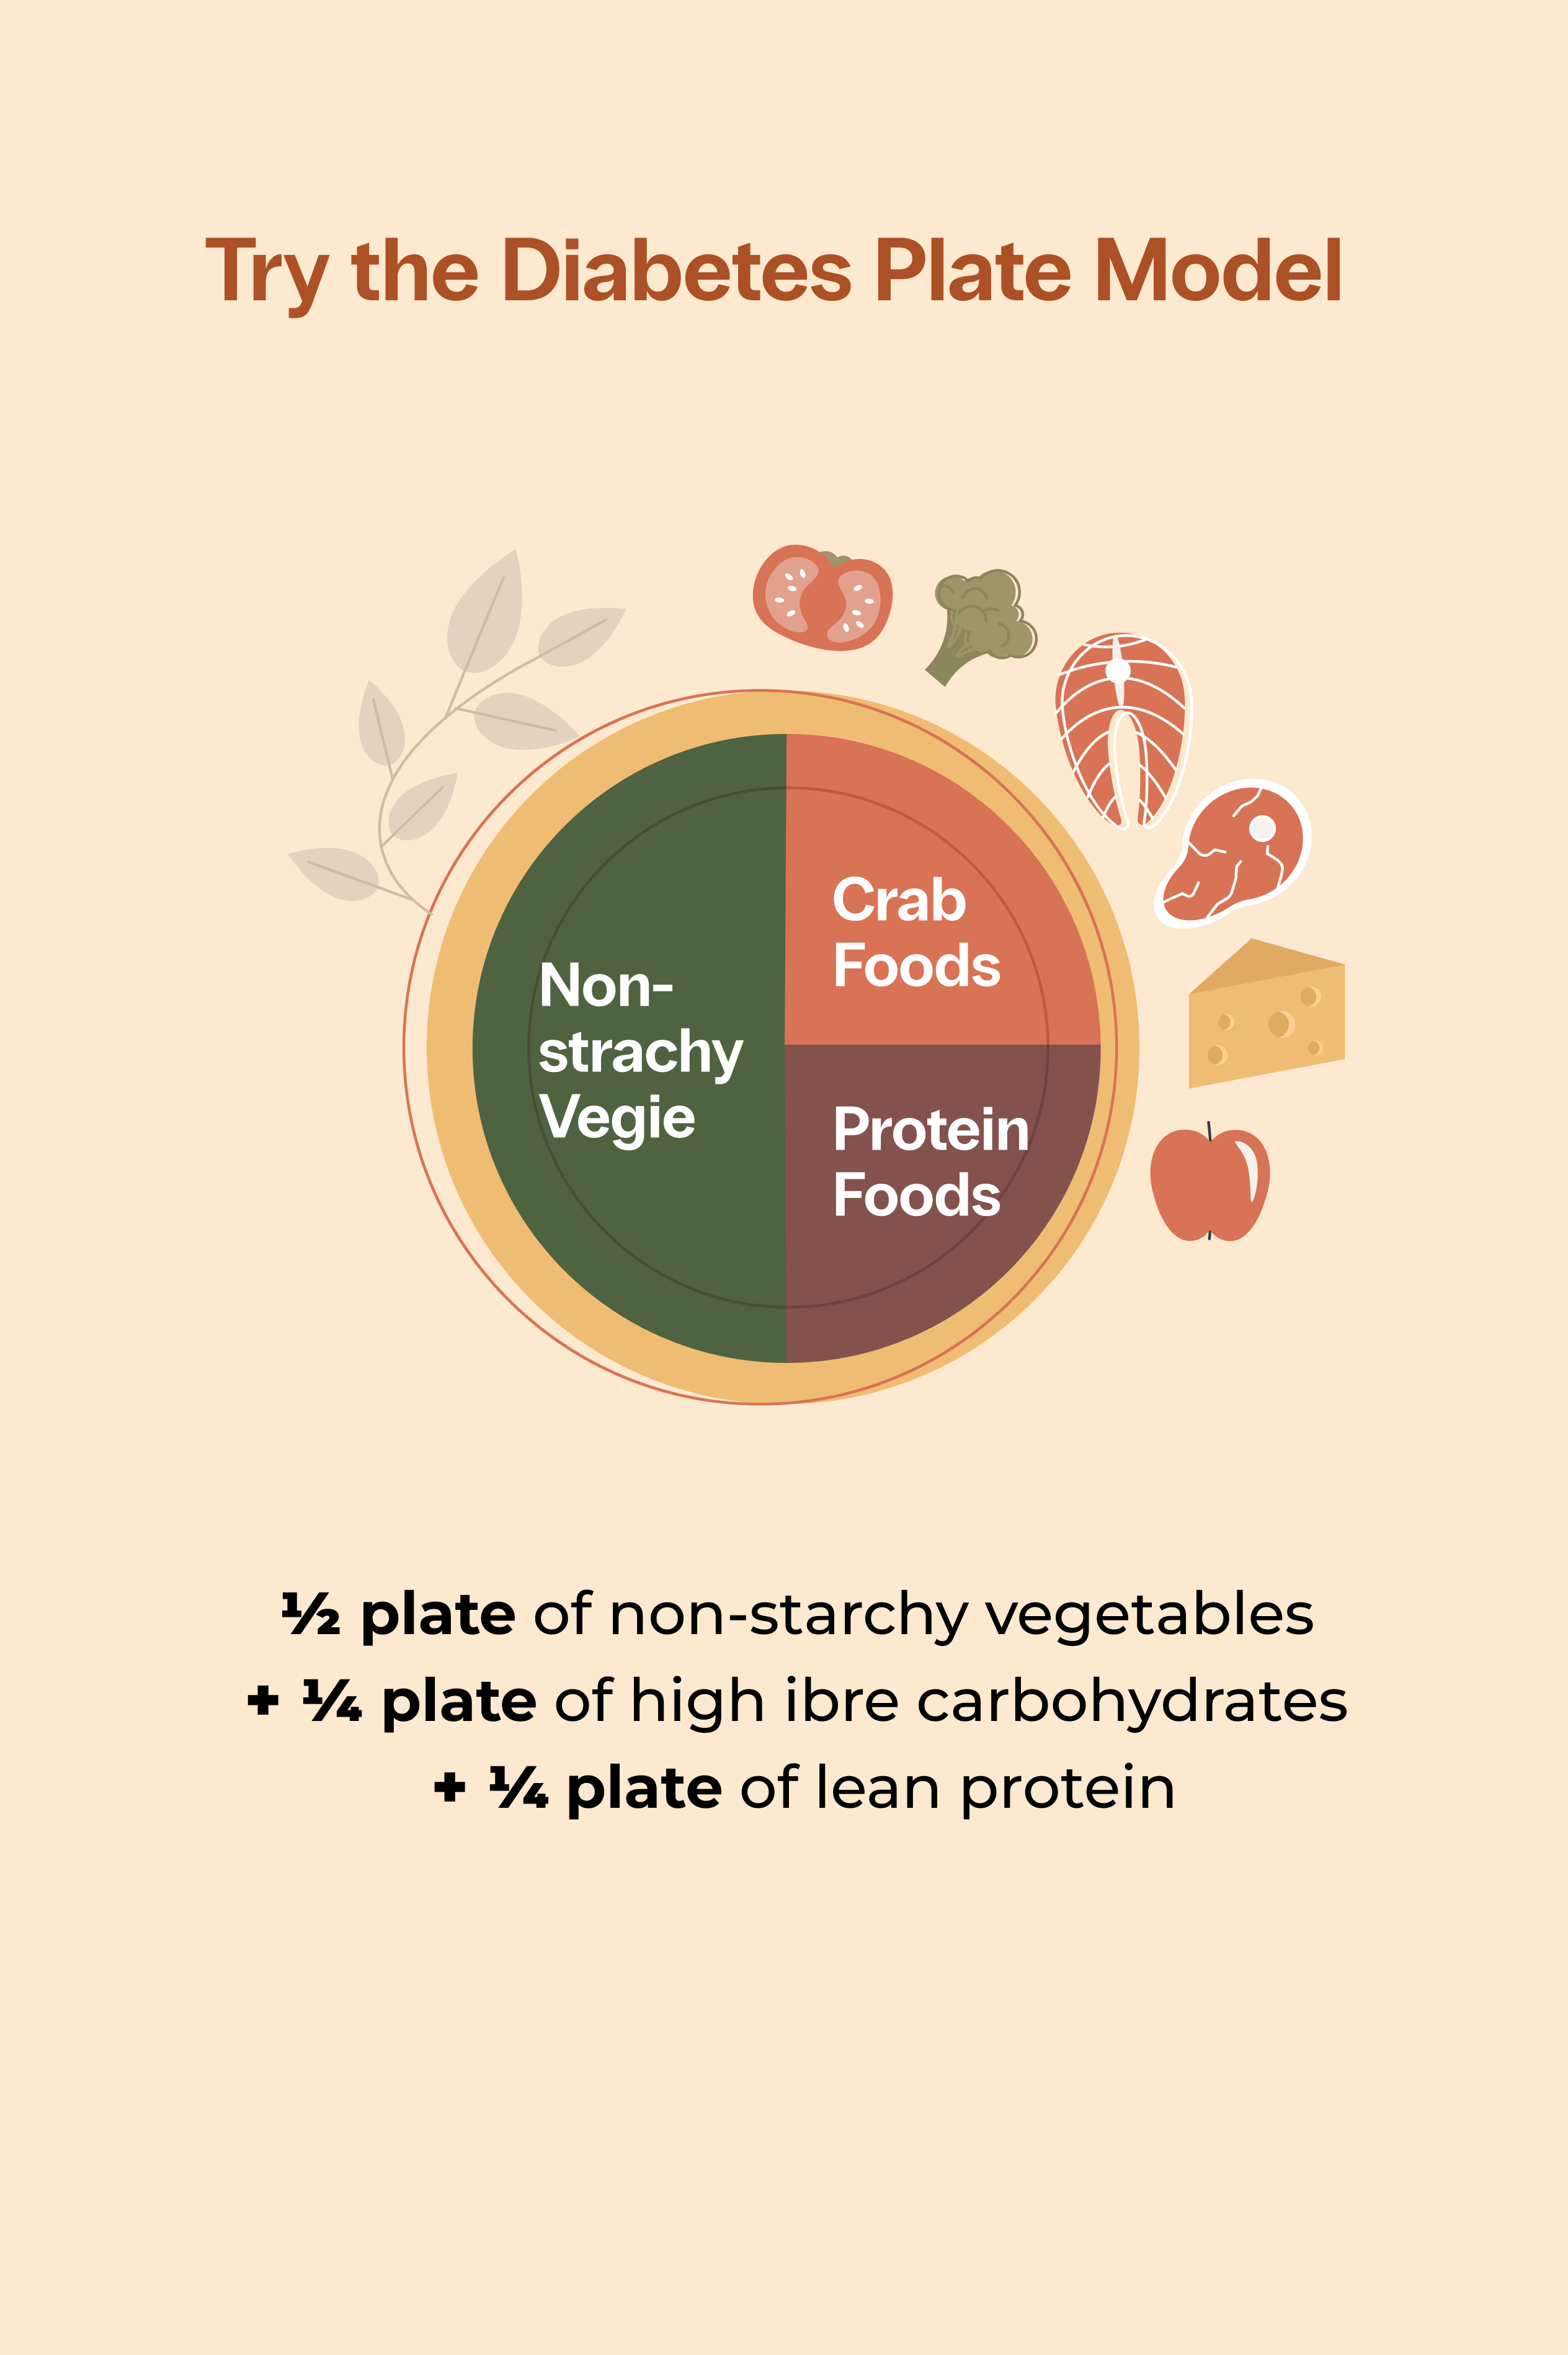 Try the Diabetes Plate Model
Non-
strachy
Vegie
Crab
Foods
Protein
Foods
½ plate of non-starchy vegetables
+ ¼ plate of high ibre carbohydrates
+ ¼ plate of lean protein